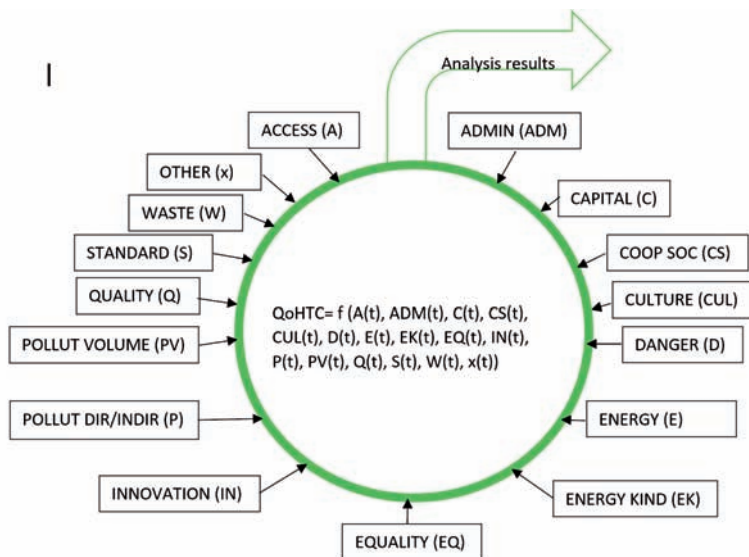 I
Analysis results
ACCESS (A)
ADMIN (ADM)
OTHER (x)
CAPITAL (C)
WASTE (W)
STANDARD (S)
COOP SOC (CS)
QUALITY (Q)
CULTURE (CUL)
QoHTC= f (A(t), ADM(t), C(t), CS(t),
CUL(t), D(t), E(t), EK(t), EQ(t), IN(t),
P(t), PV(t), Q(t), S(t), W(t), x(t))
POLLUT VOLUME (PV)
DANGER (D)
POLLUT DIR/INDIR (P)
ENERGY (E)
INNOVATION (IN)
ENERGY KIND (EK)
EQUALITY (EQ)